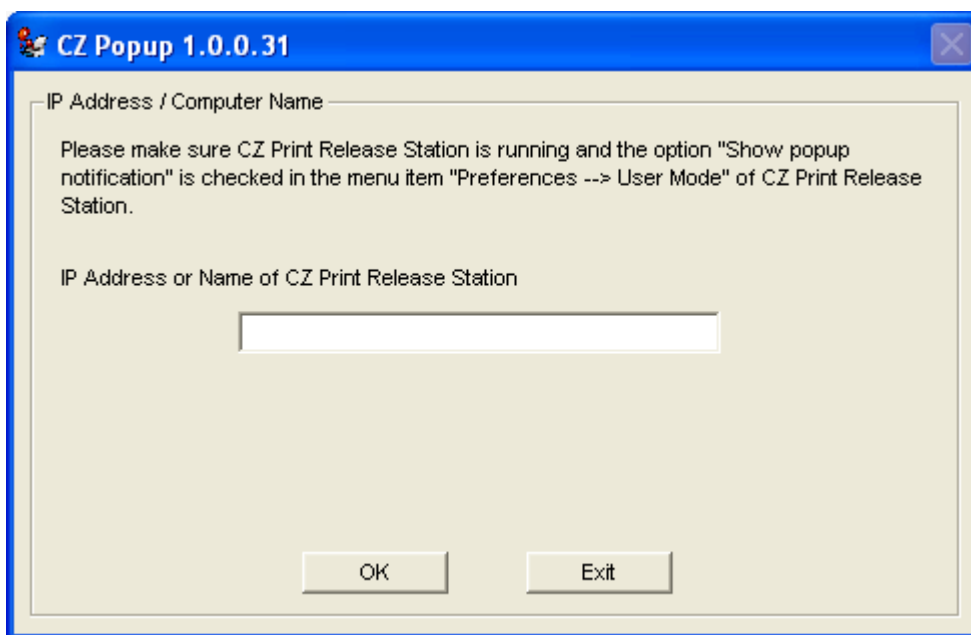 CZ Popup 1.0.0.31
IP Address / Computer Name
Please make sure CZ Print Release Station is running and the option "Show popup
notification" is checked in the menu item "Preferences --> User Mode" of CZ Print Release
Station.
IP Address or Name of CZ Print Release Station
OK
Exit